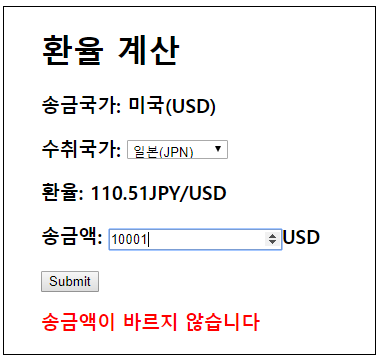 환율 계산
송금국가: 미국(USD)
수취국가: 일본(JPN)
환율: 110.51JPY/USD
송금액: 10001 USD
Submit
송금액이 바르지 않습니다